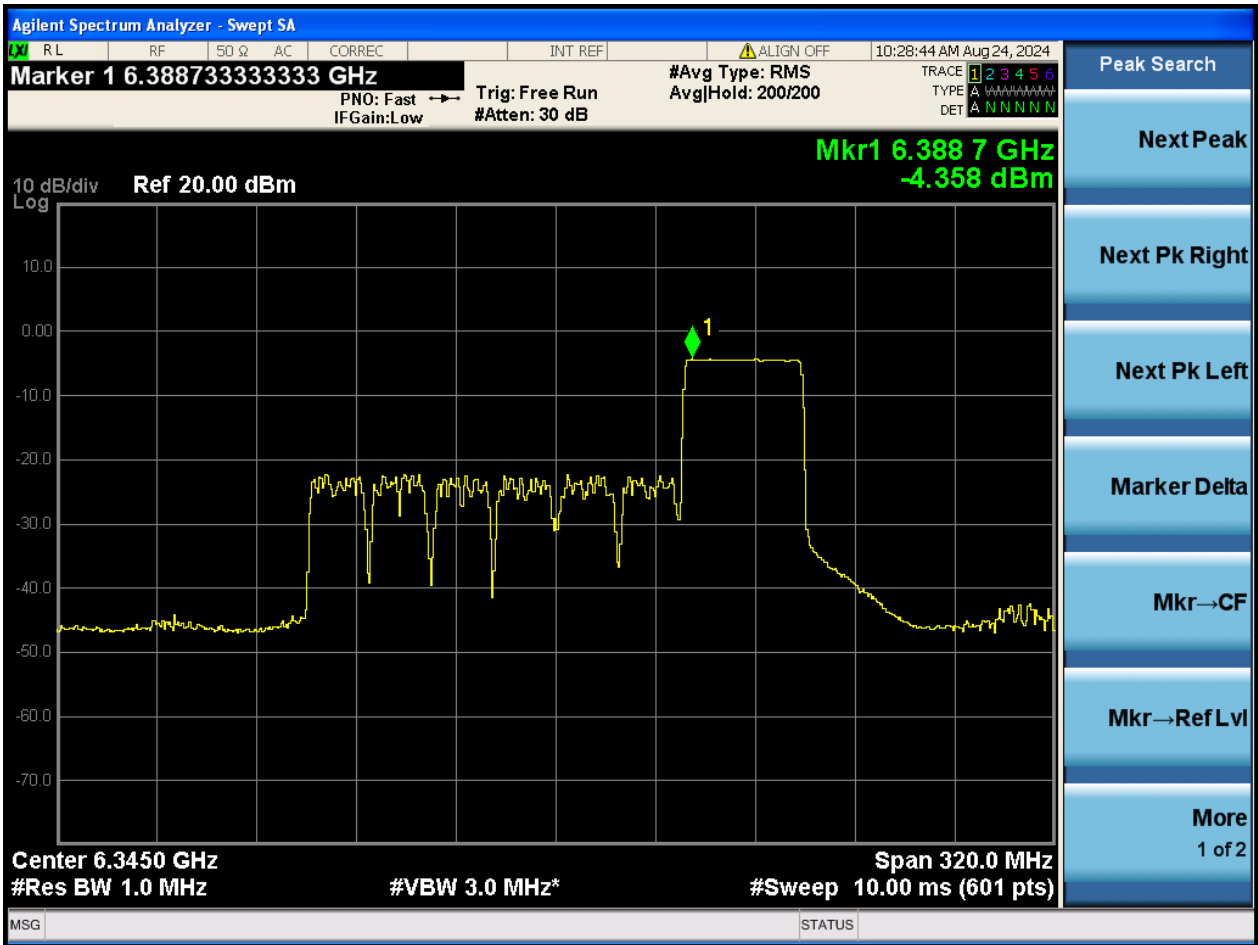 Agilent Spectrum Analyzer - Swept SA
LXI RL RF 50 Ω AC CORREC INT REF ALIGN OFF 10:28:44 AM Aug 24, 2024
Marker 1 6.388733333333 GHz
PNO: Fast
IFGain:Low
Trig: Free Run
#Atten: 30 dB
#Avg Type: RMS
Avg|Hold: 200/200
TRACE 1 2 3 4 5 6
TYPE A WWWWW
DET A N N N N N
Mkr1 6.388 7 GHz
-4.358 dBm
10 dB/div Ref 20.00 dBm
Log
10.0
0.00
-10.0
-20.0
-30.0
-40.0
-50.0
-60.0
-70.0
1
Center 6.3450 GHz Span 320.0 MHz
#Res BW 1.0 MHz #VBW 3.0 MHz* #Sweep 10.00 ms (601 pts)
MSG STATUS
Peak Search
Next Peak
Next Pk Right
Next Pk Left
Marker Delta
Mkr→CF
Mkr→Ref Lvl
More
1 of 2